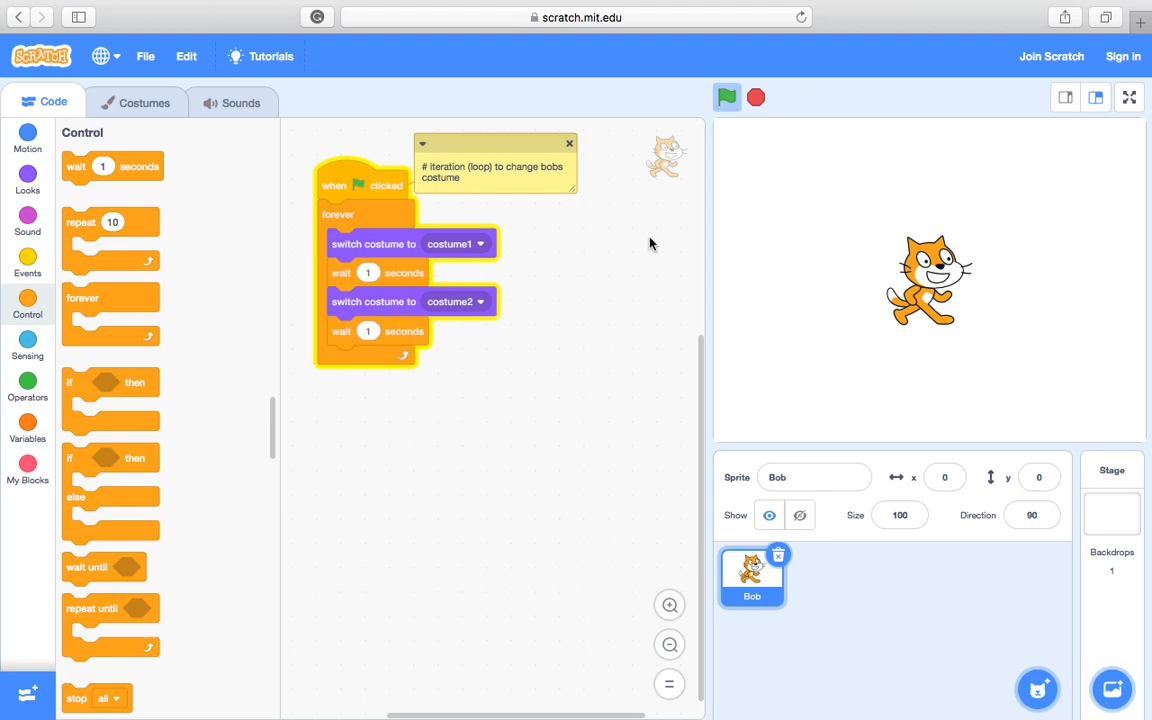 scratch.mit.edu
SCRATCH
File
Edit
Tutorials
Join Scratch
Sign in
Code
Costumes
Sounds
Motion
Looks
Sound
Events
Control
Sensing
Operators
Variables
My Blocks
Control
wait 1 seconds
repeat 10
forever
if then
if then
else
wait until
repeat until
stop all
# iteration (loop) to change bobs
costume
when clicked
forever
switch costume to costume1
wait 1 seconds
switch costume to costume2
wait 1 seconds
Sprite Bob x 0 y 0
Show Size 100 Direction 90
Bob
Stage
Backdrops
1